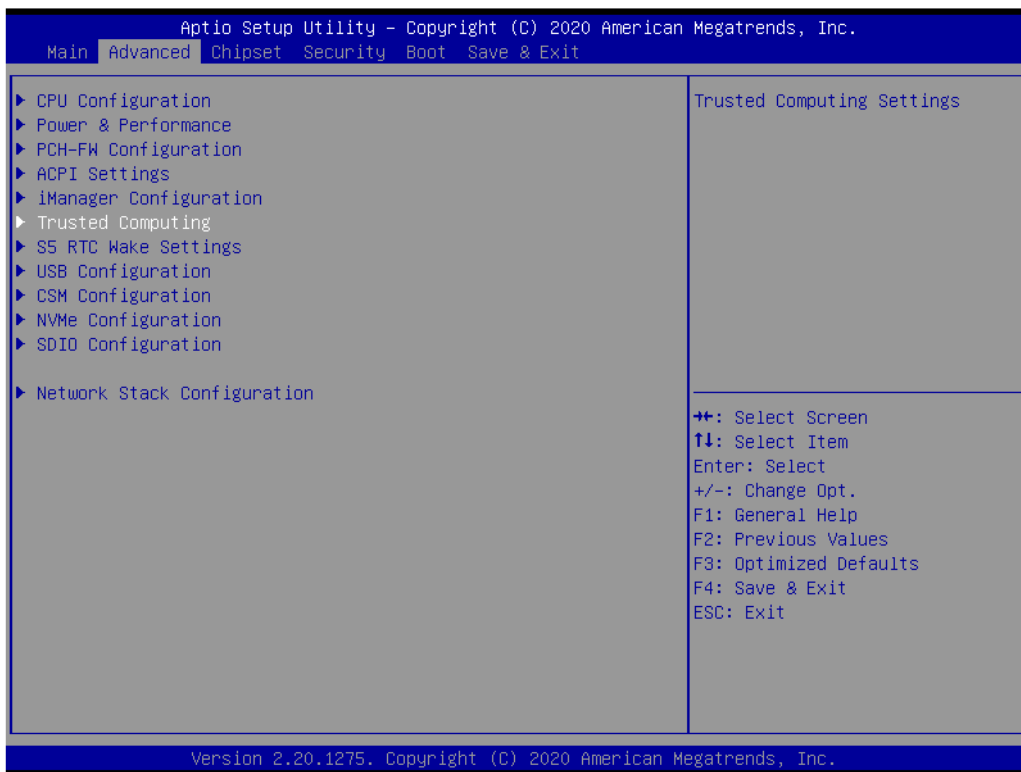 Aptio Setup Utility – Copyright (C) 2020 American Megatrends, Inc.
Main Advanced Chipset Security Boot Save & Exit
▶ CPU Configuration
▶ Power & Performance
▶ PCH-FW Configuration
▶ ACPI Settings
▶ iManager Configuration
▶ Trusted Computing
▶ S5 RTC Wake Settings
▶ USB Configuration
▶ CSM Configuration
▶ NVMe Configuration
▶ SDIO Configuration
▶ Network Stack Configuration
Trusted Computing Settings
→←: Select Screen
↑↓: Select Item
Enter: Select
+/-: Change Opt.
F1: General Help
F2: Previous Values
F3: Optimized Defaults
F4: Save & Exit
ESC: Exit
Version 2.20.1275. Copyright (C) 2020 American Megatrends, Inc.